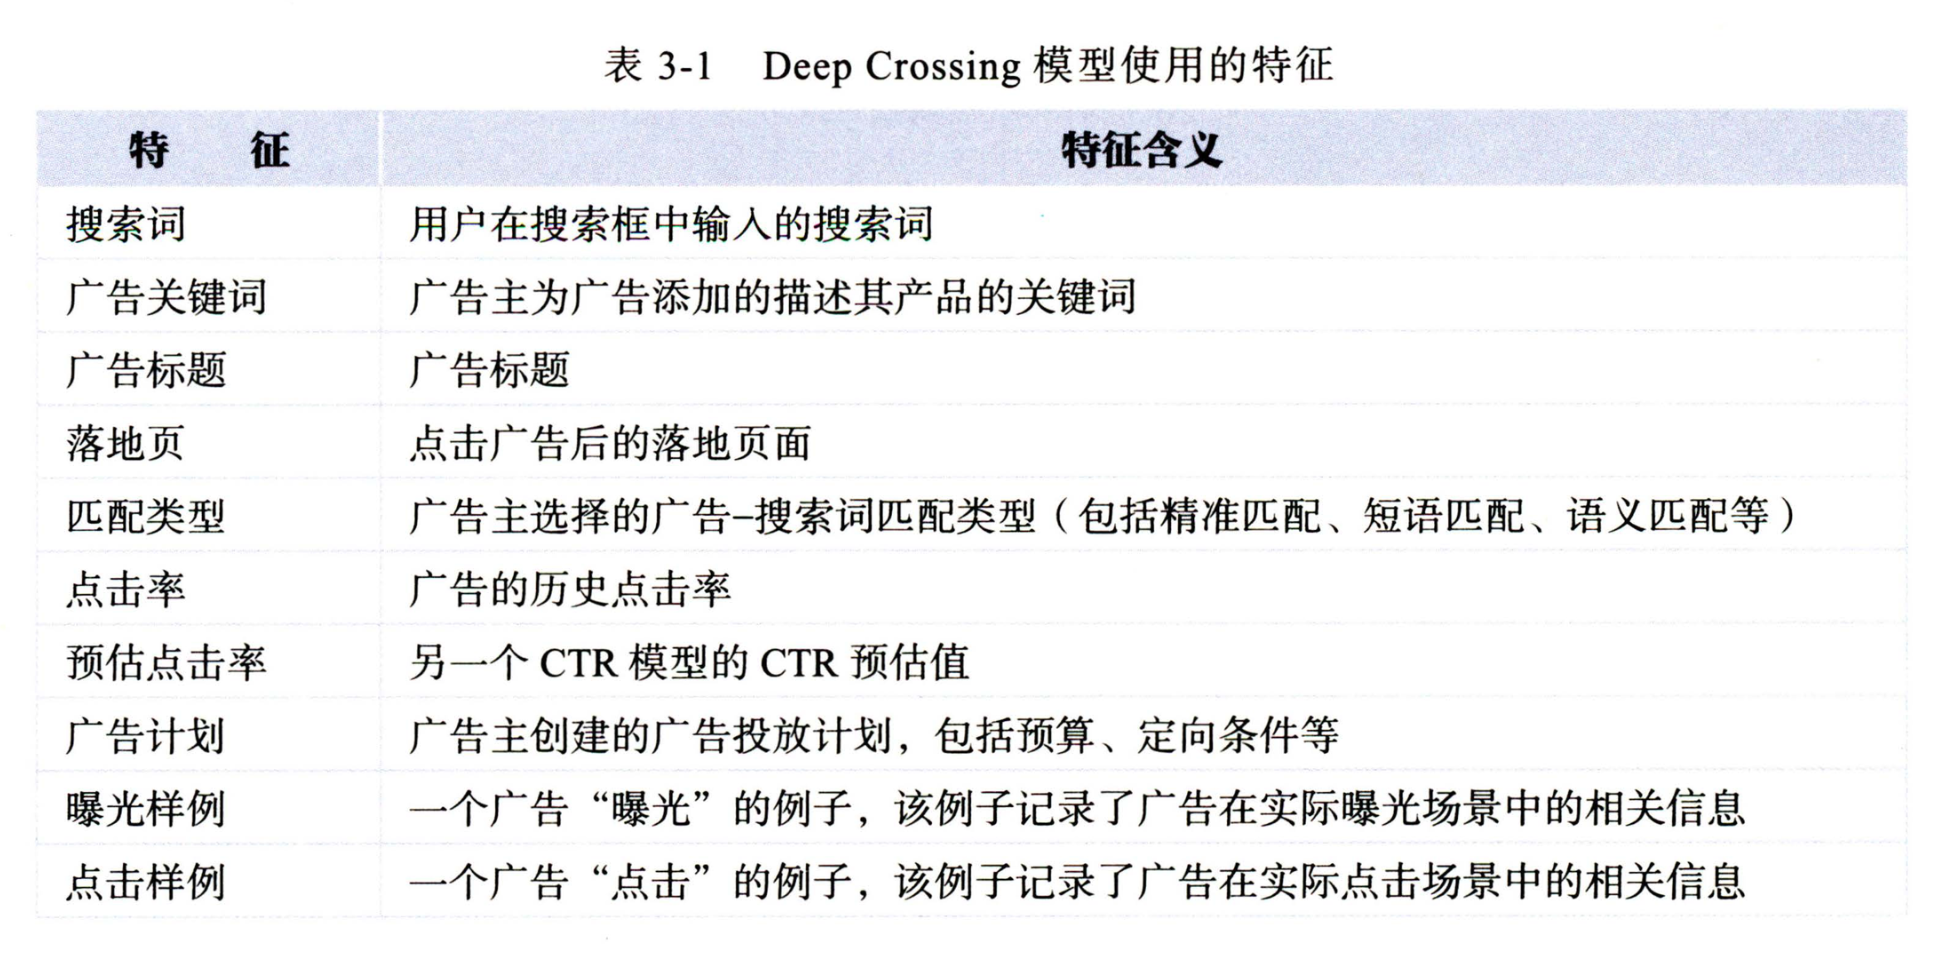 表 3-1 Deep Crossing 模型使用的特征
特 征 特征含义
搜索词 用户在搜索框中输入的搜索词
广告关键词 广告主为广告添加的描述其产品的关键词
广告标题 广告标题
落地页 点击广告后的落地页面
匹配类型 广告主选择的广告–搜索词匹配类型（包括精准匹配、短语匹配、语义匹配等）
点击率 广告的历史点击率
预估点击率 另一个 CTR 模型的 CTR 预估值
广告计划 广告主创建的广告投放计划，包括预算、定向条件等
曝光样例 一个广告“曝光”的例子，该例子记录了广告在实际曝光场景中的相关信息
点击样例 一个广告“点击”的例子，该例子记录了广告在实际点击场景中的相关信息